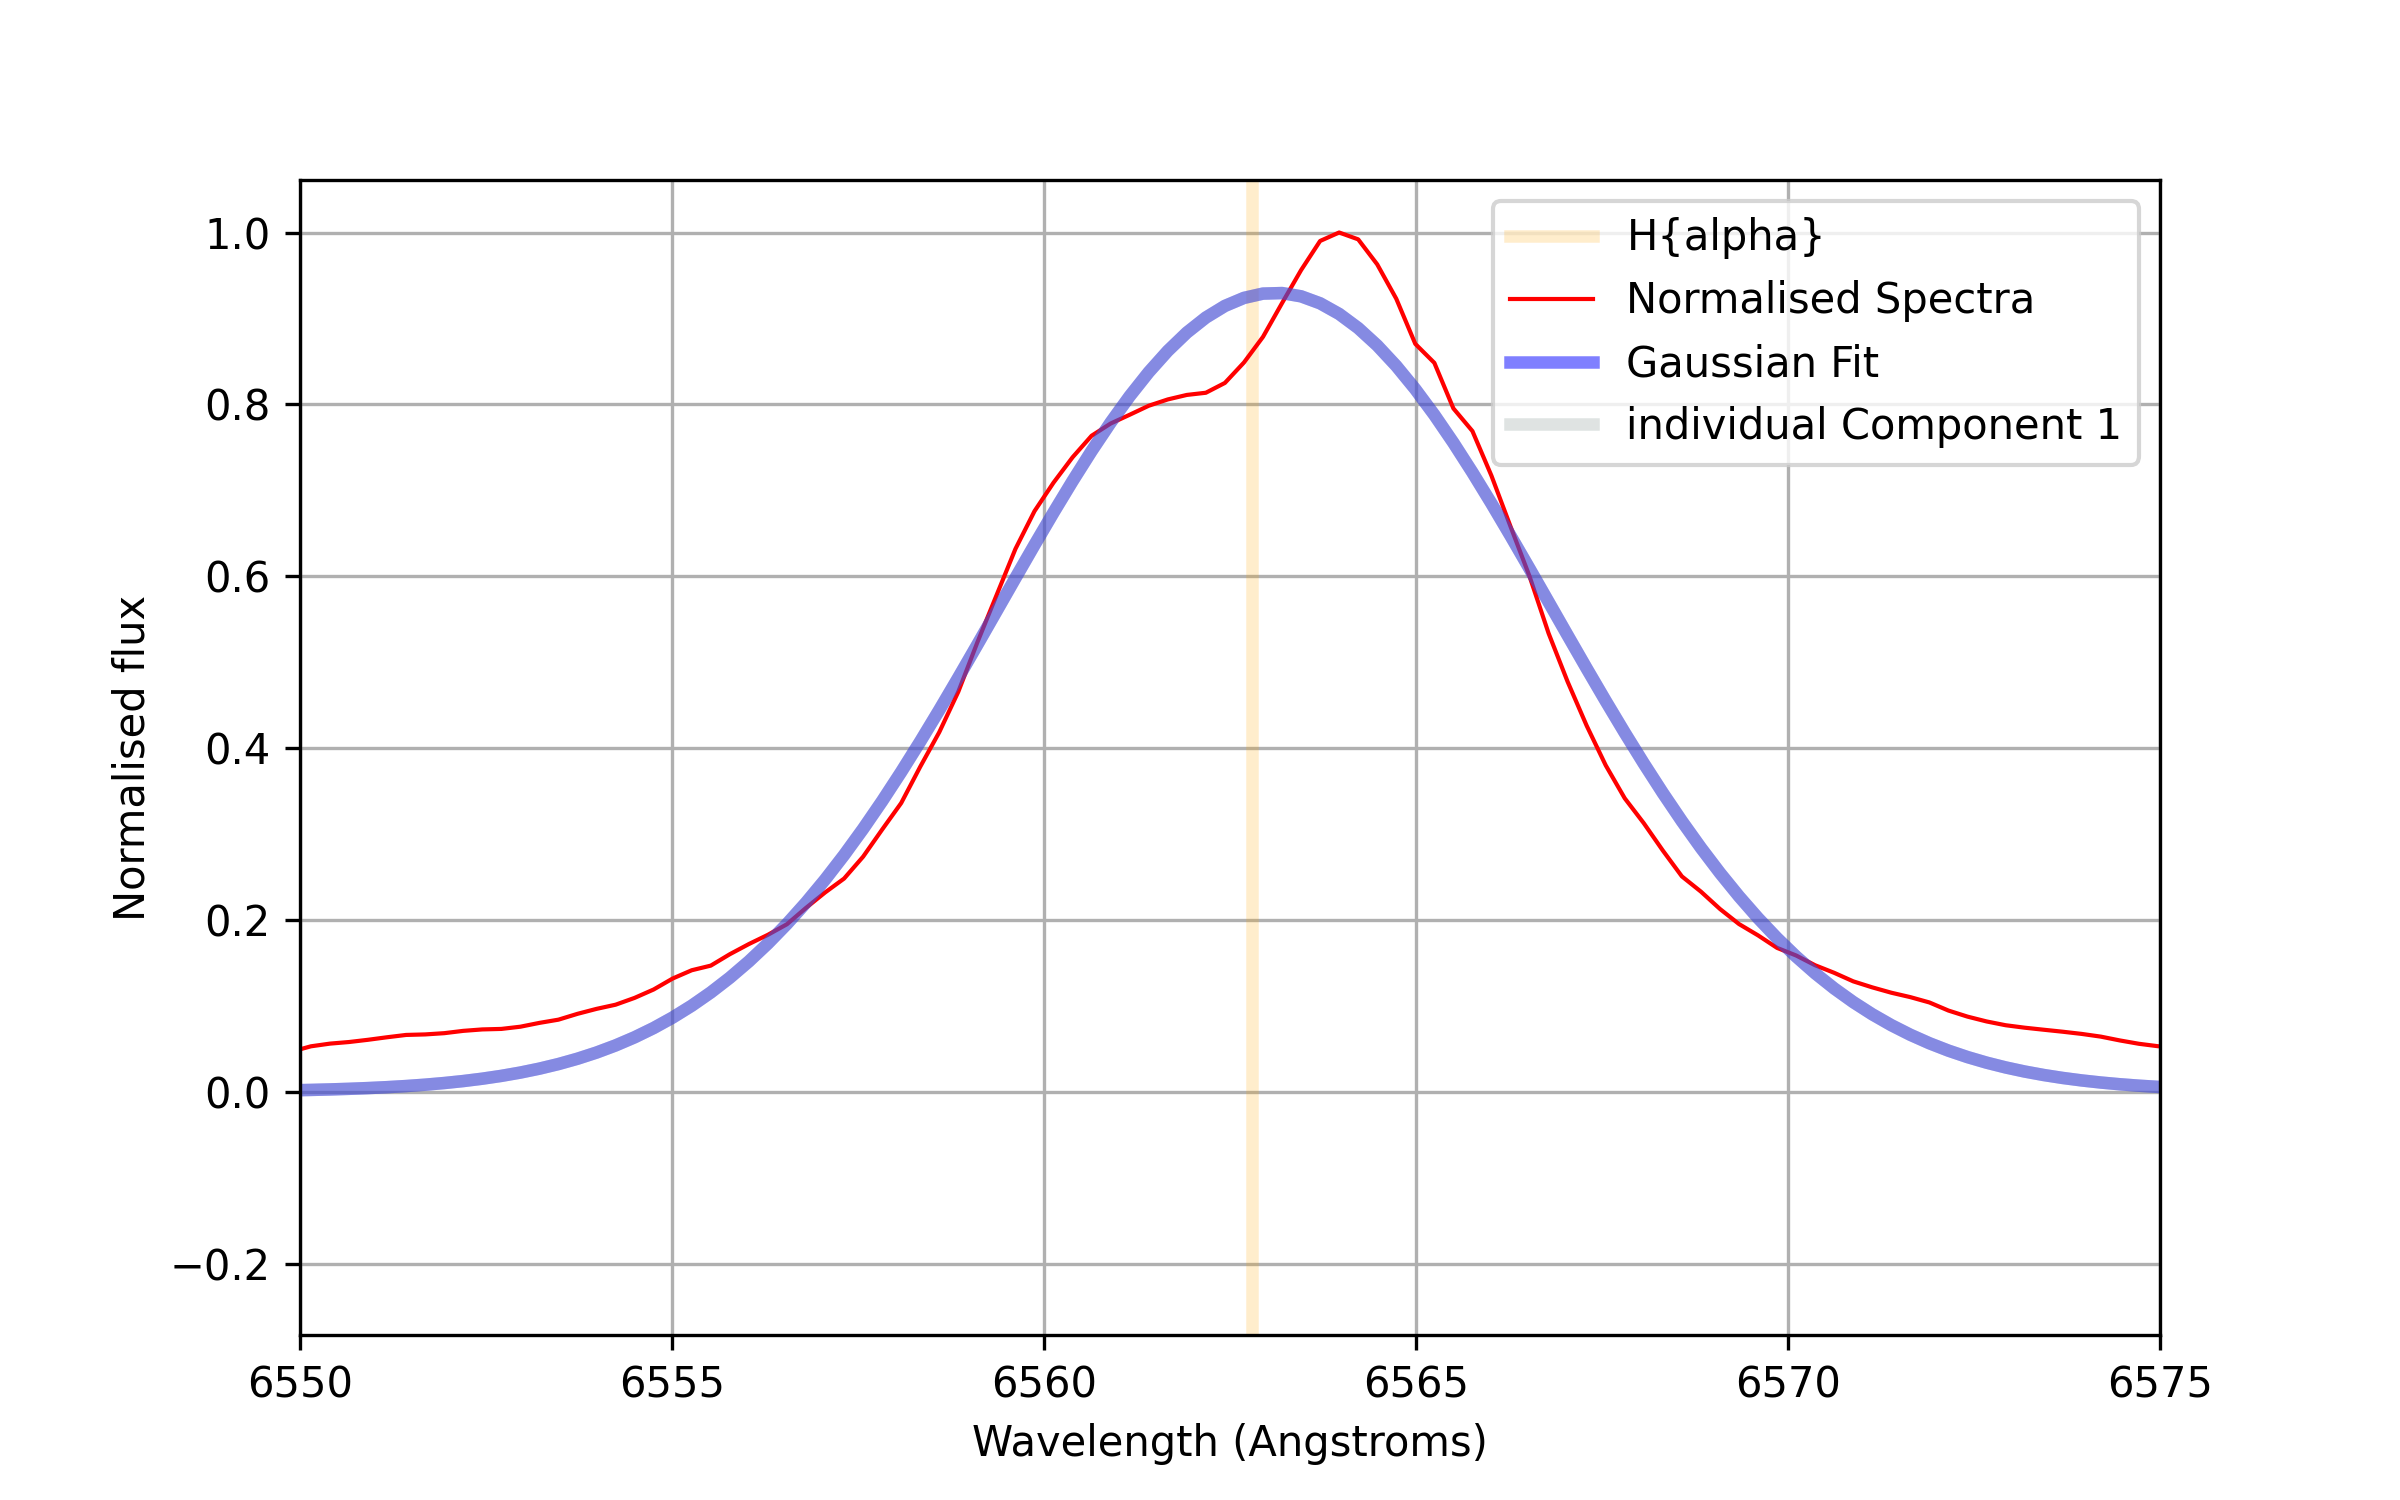 H{alpha}
Normalised Spectra
Gaussian Fit
individual Component 1
1.0
0.8
0.6
0.4
0.2
0.0
−0.2
Normalised flux
6550 6555 6560 6565 6570 6575
Wavelength (Angstroms)